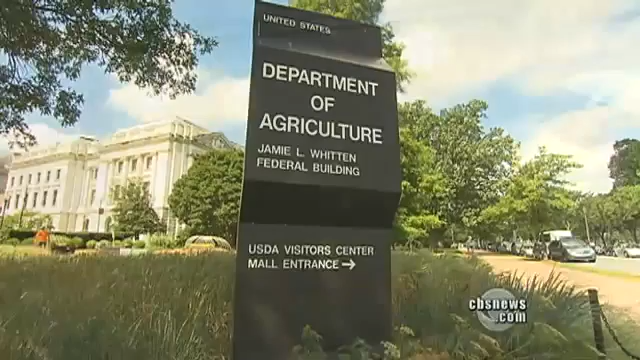 UNITED STATES
DEPARTMENT
OF
AGRICULTURE
JAMIE L. WHITTEN
FEDERAL BUILDING
USDA VISITORS CENTER
MALL ENTRANCE →
cbsnews
.com